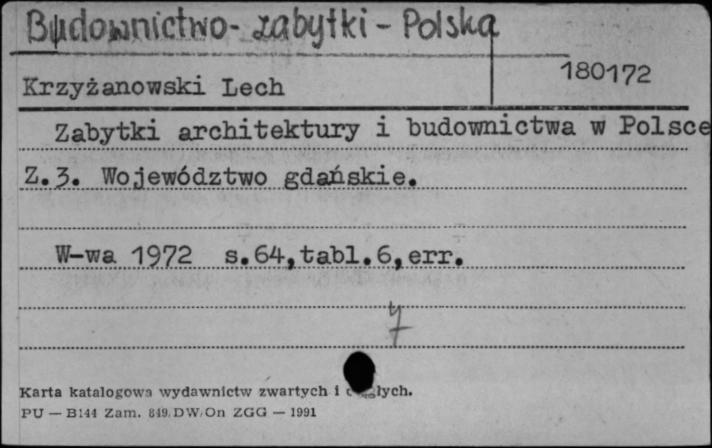 Budownictwo - zabytki - Polska
Krzyżanowski Lech
180172
Zabytki architektury i budownictwa w Polsce
Z.3. Województwo gdańskie.
W-wa 1972 s.64,tabl.6,err.
Karta katalogowa wydawnictw zwartych i
PU — B144 Zam. 849 DW/On ZGG — 1991